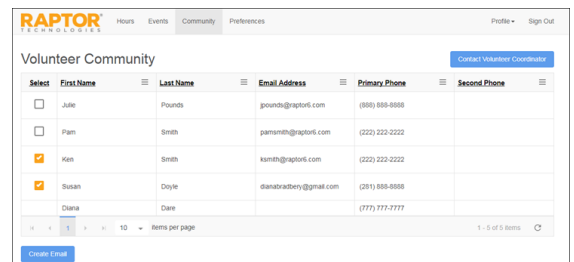 RAPTOR
TECHNOLOGIES
Hours Events Community Preferences Profile Sign Out
Volunteer Community
Contact Volunteer Coordinator
Select First Name Last Name Email Address Primary Phone Second Phone
Julie Pounds jpounds@raptor6.com (888) 888-8888
Pam Smith pamsmith@raptor6.com (222) 222-2222
Ken Smith ksmith@raptor6.com (222) 222-2222
Susan Doyle dianabradbery@gmail.com (281) 888-8888
Diana Dare (777) 777-7777
1 10 items per page 1 - 5 of 5 items
Create Email